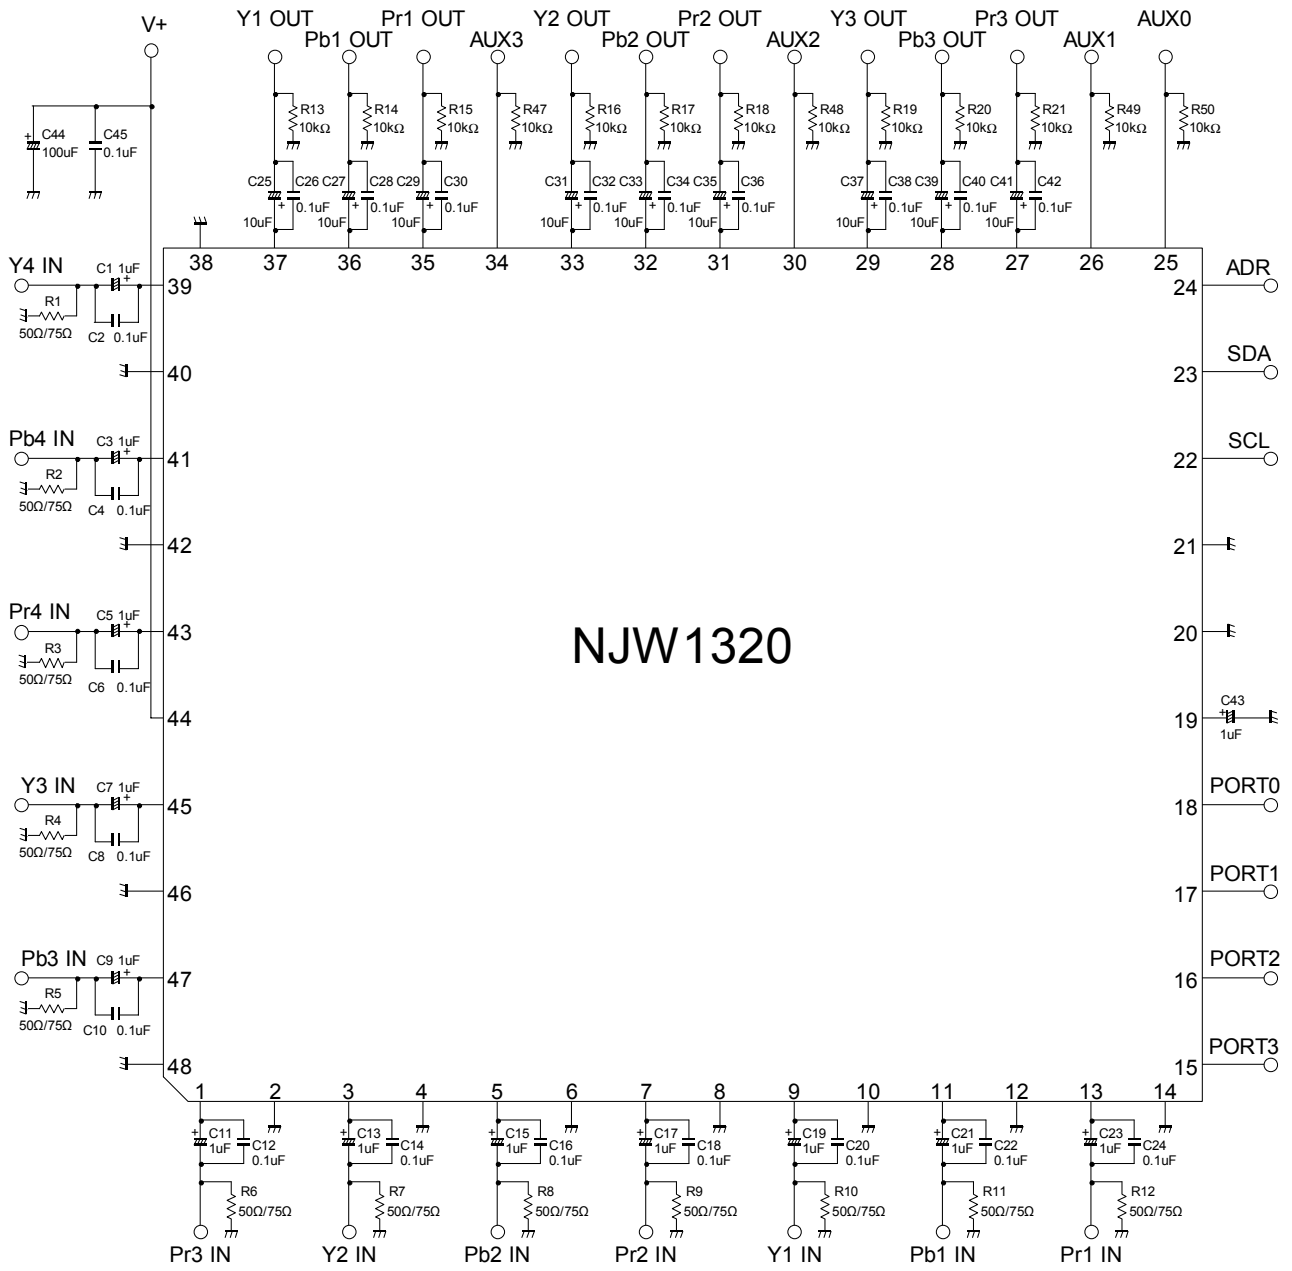 Y1 OUT Pr1 OUT Y2 OUT Pr2 OUT Y3 OUT Pr3 OUT AUX0
V+ Pb1 OUT AUX3 Pb2 OUT AUX2 Pb3 OUT AUX1
R13 R14 R15 R47 R16 R17 R18 R48 R19 R20 R21 R49 R50
10kΩ 10kΩ 10kΩ 10kΩ 10kΩ 10kΩ 10kΩ 10kΩ 10kΩ 10kΩ 10kΩ 10kΩ 10kΩ
C44 C45
100uF 0.1uF
+
C25 C26 C27 C28 C29 C30 C31 C32 C33 C34 C35 C36 C37 C38 C39 C40 C41 C42
+ 0.1uF + 0.1uF + 0.1uF + 0.1uF + 0.1uF + 0.1uF + 0.1uF + 0.1uF + 0.1uF
10uF 10uF 10uF 10uF 10uF 10uF 10uF 10uF 10uF
38 37 36 35 34 33 32 31 30 29 28 27 26 25
Y4 IN C1 1uF + 39
R1
50Ω/75Ω
C2 0.1uF
24 ADR
40
23 SDA
Pb4 IN C3 1uF + 41
R2
50Ω/75Ω
C4 0.1uF
22 SCL
42
21
Pr4 IN C5 1uF + 43
R3
50Ω/75Ω
C6 0.1uF
NJW1320
20
44
19 + C43
1uF
Y3 IN C7 1uF + 45
R4
50Ω/75Ω
C8 0.1uF
18 PORT0
46
17 PORT1
Pb3 IN C9 1uF + 47
R5
50Ω/75Ω
C10 0.1uF
16 PORT2
48
15 PORT3
1 2 3 4 5 6 7 8 9 10 11 12 13 14
+ C11 C12 + C13 C14 + C15 C16 + C17 C18 + C19 C20 + C21 C22 + C23 C24
1uF 0.1uF 1uF 0.1uF 1uF 0.1uF 1uF 0.1uF 1uF 0.1uF 1uF 0.1uF 1uF 0.1uF
R6 R7 R8 R9 R10 R11 R12
50Ω/75Ω 50Ω/75Ω 50Ω/75Ω 50Ω/75Ω 50Ω/75Ω 50Ω/75Ω 50Ω/75Ω
Pr3 IN Y2 IN Pb2 IN Pr2 IN Y1 IN Pb1 IN Pr1 IN